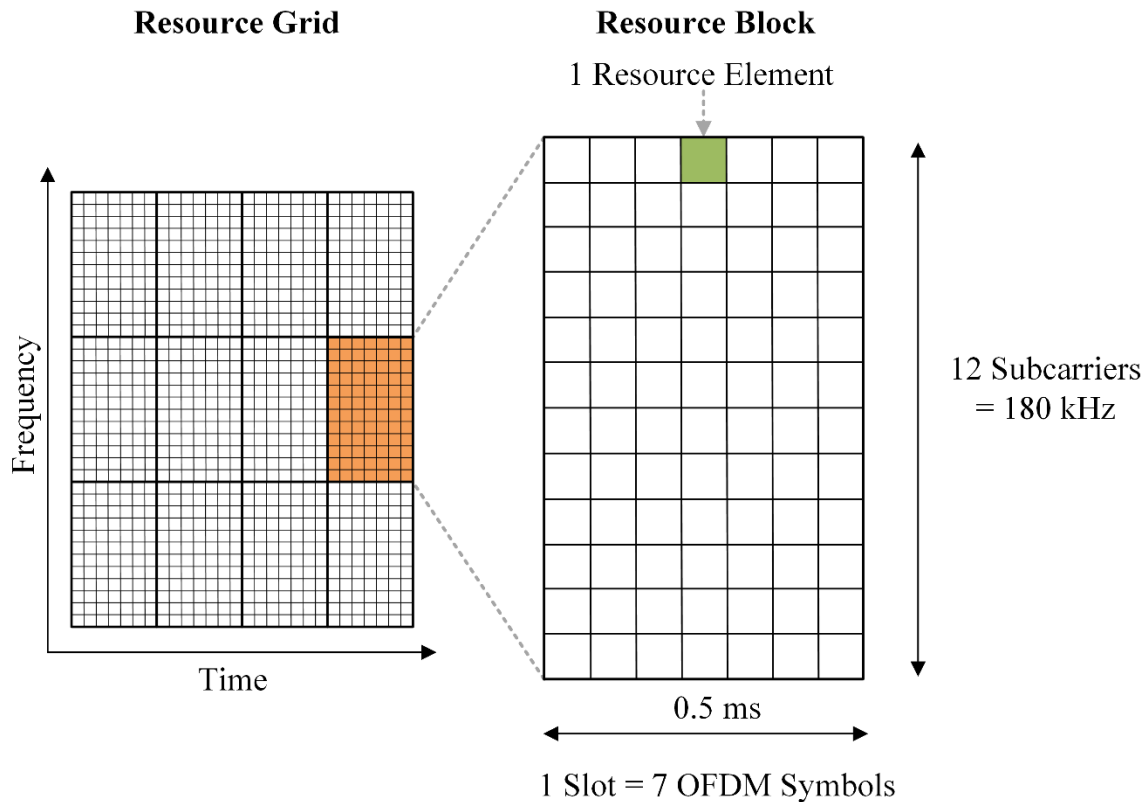 Resource Grid
Resource Block
1 Resource Element
Frequency
Time
12 Subcarriers
= 180 kHz
0.5 ms
1 Slot = 7 OFDM Symbols